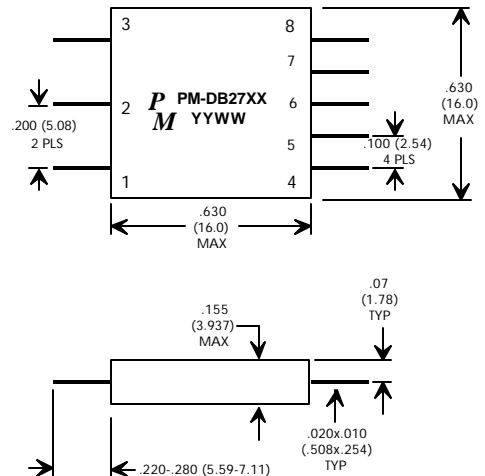 3
8
7
2
P PM-DB27XX
M YYWW
6
.630
(16.0)
MAX
.200 (5.08)
2 PLS
5
.100 (2.54)
4 PLS
1
4
.630
(16.0)
MAX
.07
(1.78)
TYP
.155
(3.937)
MAX
.020x.010
(.508x.254)
TYP
.220-.280 (5.59-7.11)